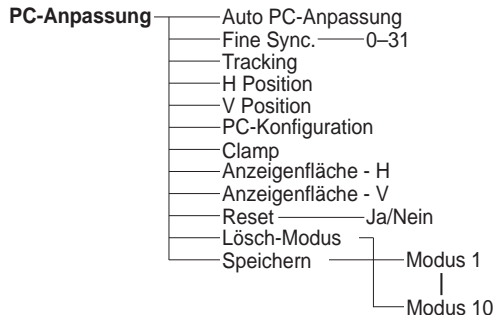 PC-Anpassung Auto PC-Anpassung
Fine Sync. 0–31
Tracking
H Position
V Position
PC-Konfiguration
Clamp
Anzeigenfläche - H
Anzeigenfläche - V
Reset Ja/Nein
Lösch-Modus
Speichern Modus 1
Modus 10